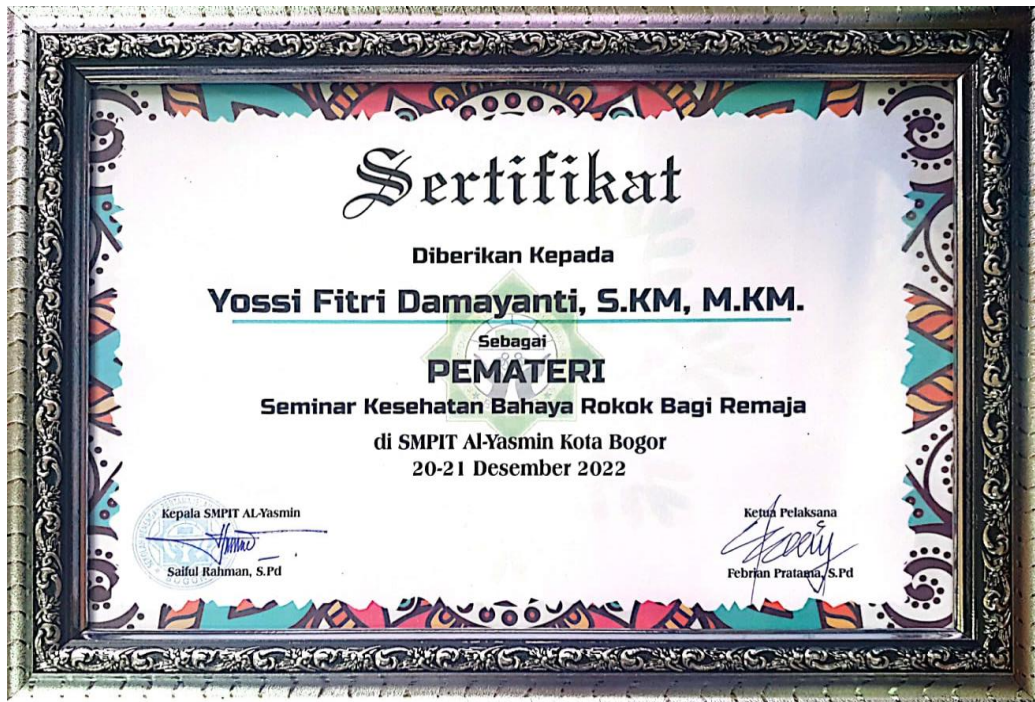 Sertifikat
Diberikan Kepada
Yossi Fitri Damayanti, S.KM, M.KM.
Sebagai
PEMATERI
Seminar Kesehatan Bahaya Rokok Bagi Remaja
di SMPIT Al-Yasmin Kota Bogor
20-21 Desember 2022
Kepala SMPIT AL-Yasmin
Saiful Rahman, S.Pd
Ketua Pelaksana
Febrian Pratama, S.Pd